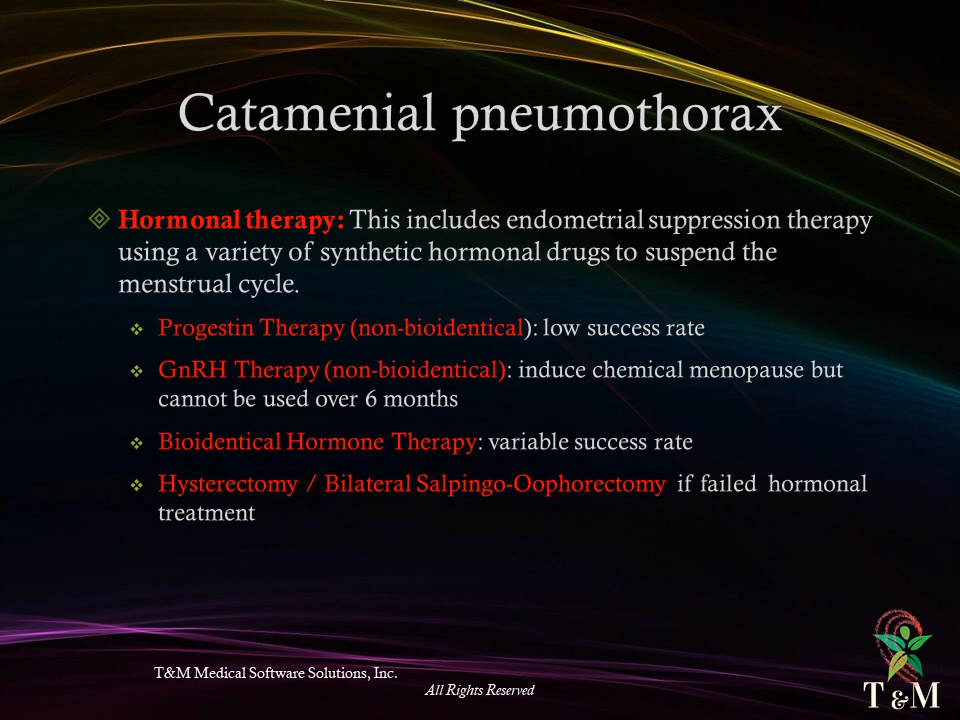 Catamenial pneumothorax
Hormonal therapy: This includes endometrial suppression therapy
using a variety of synthetic hormonal drugs to suspend the
menstrual cycle.
Progestin Therapy (non-bioidentical): low success rate
GnRH Therapy (non-bioidentical): induce chemical menopause but
cannot be used over 6 months
Bioidentical Hormone Therapy: variable success rate
Hysterectomy / Bilateral Salpingo-Oophorectomy if failed hormonal
treatment
T&M Medical Software Solutions, Inc.
All Rights Reserved
T & M